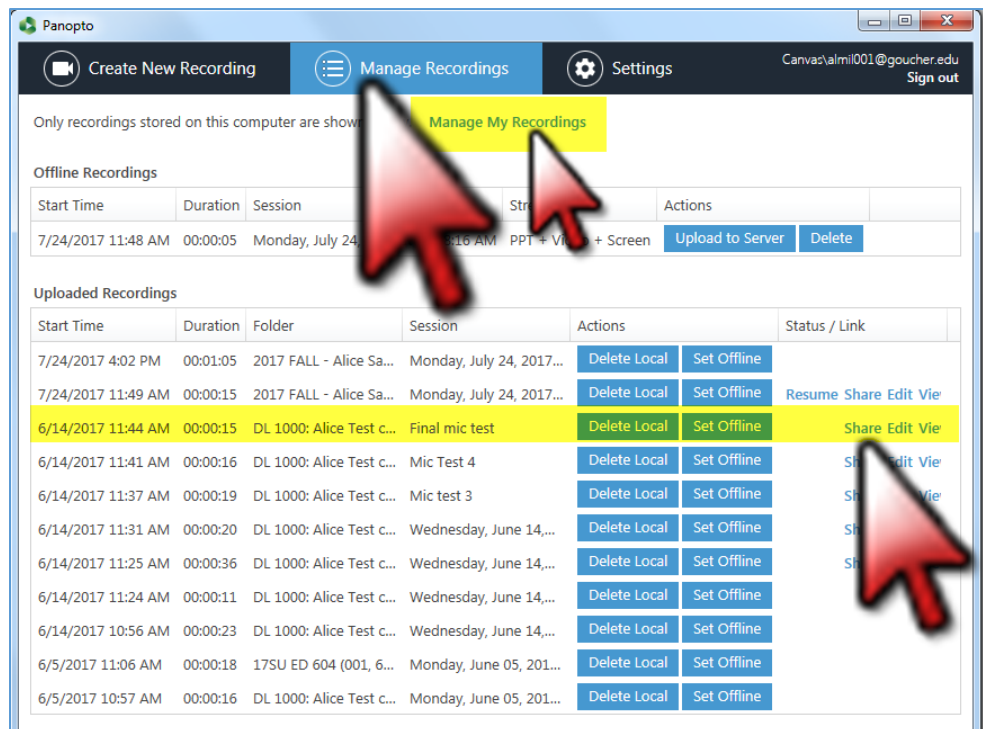 Panopto
Create New Recording Manage Recordings Settings Canvas\almil001@goucher.edu
Sign out
Only recordings stored on this computer are shown Manage My Recordings
Offline Recordings
Start Time Duration Session Actions
7/24/2017 11:48 AM 00:00:05 Monday, July 24, AM PPT + Video + Screen Upload to Server Delete
Uploaded Recordings
Start Time Duration Folder Session Actions Status / Link
7/24/2017 4:02 PM 00:01:05 2017 FALL - Alice Sa... Monday, July 24, 2017... Delete Local Set Offline
7/24/2017 11:49 AM 00:00:15 2017 FALL - Alice Sa... Monday, July 24, 2017... Delete Local Set Offline Resume Share Edit Vie
6/14/2017 11:44 AM 00:00:15 DL 1000: Alice Test c... Final mic test Delete Local Set Offline Share Edit Vie
6/14/2017 11:41 AM 00:00:16 DL 1000: Alice Test c... Mic Test 4 Delete Local Set Offline Edit Vie
6/14/2017 11:37 AM 00:00:19 DL 1000: Alice Test c... Mic test 3 Delete Local Set Offline Vie
6/14/2017 11:31 AM 00:00:20 DL 1000: Alice Test c... Wednesday, June 14,... Delete Local Set Offline
6/14/2017 11:25 AM 00:00:36 DL 1000: Alice Test c... Wednesday, June 14,... Delete Local Set Offline
6/14/2017 11:24 AM 00:00:11 DL 1000: Alice Test c... Wednesday, June 14,... Delete Local Set Offline
6/14/2017 10:56 AM 00:00:23 DL 1000: Alice Test c... Wednesday, June 14,... Delete Local Set Offline
6/5/2017 11:06 AM 00:00:18 17SU ED 604 (001, 6... Monday, June 05, 201... Delete Local Set Offline
6/5/2017 10:57 AM 00:00:16 DL 1000: Alice Test c... Monday, June 05, 201... Delete Local Set Offline